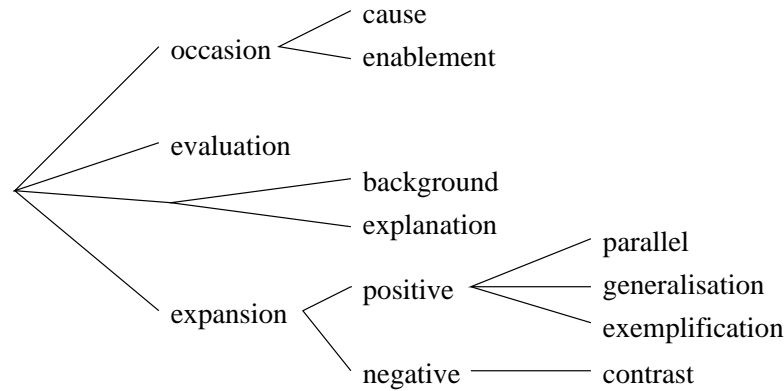 cause
occasion
enablement
evaluation
background
explanation
parallel
positive
generalisation
expansion
exemplification
negative
contrast